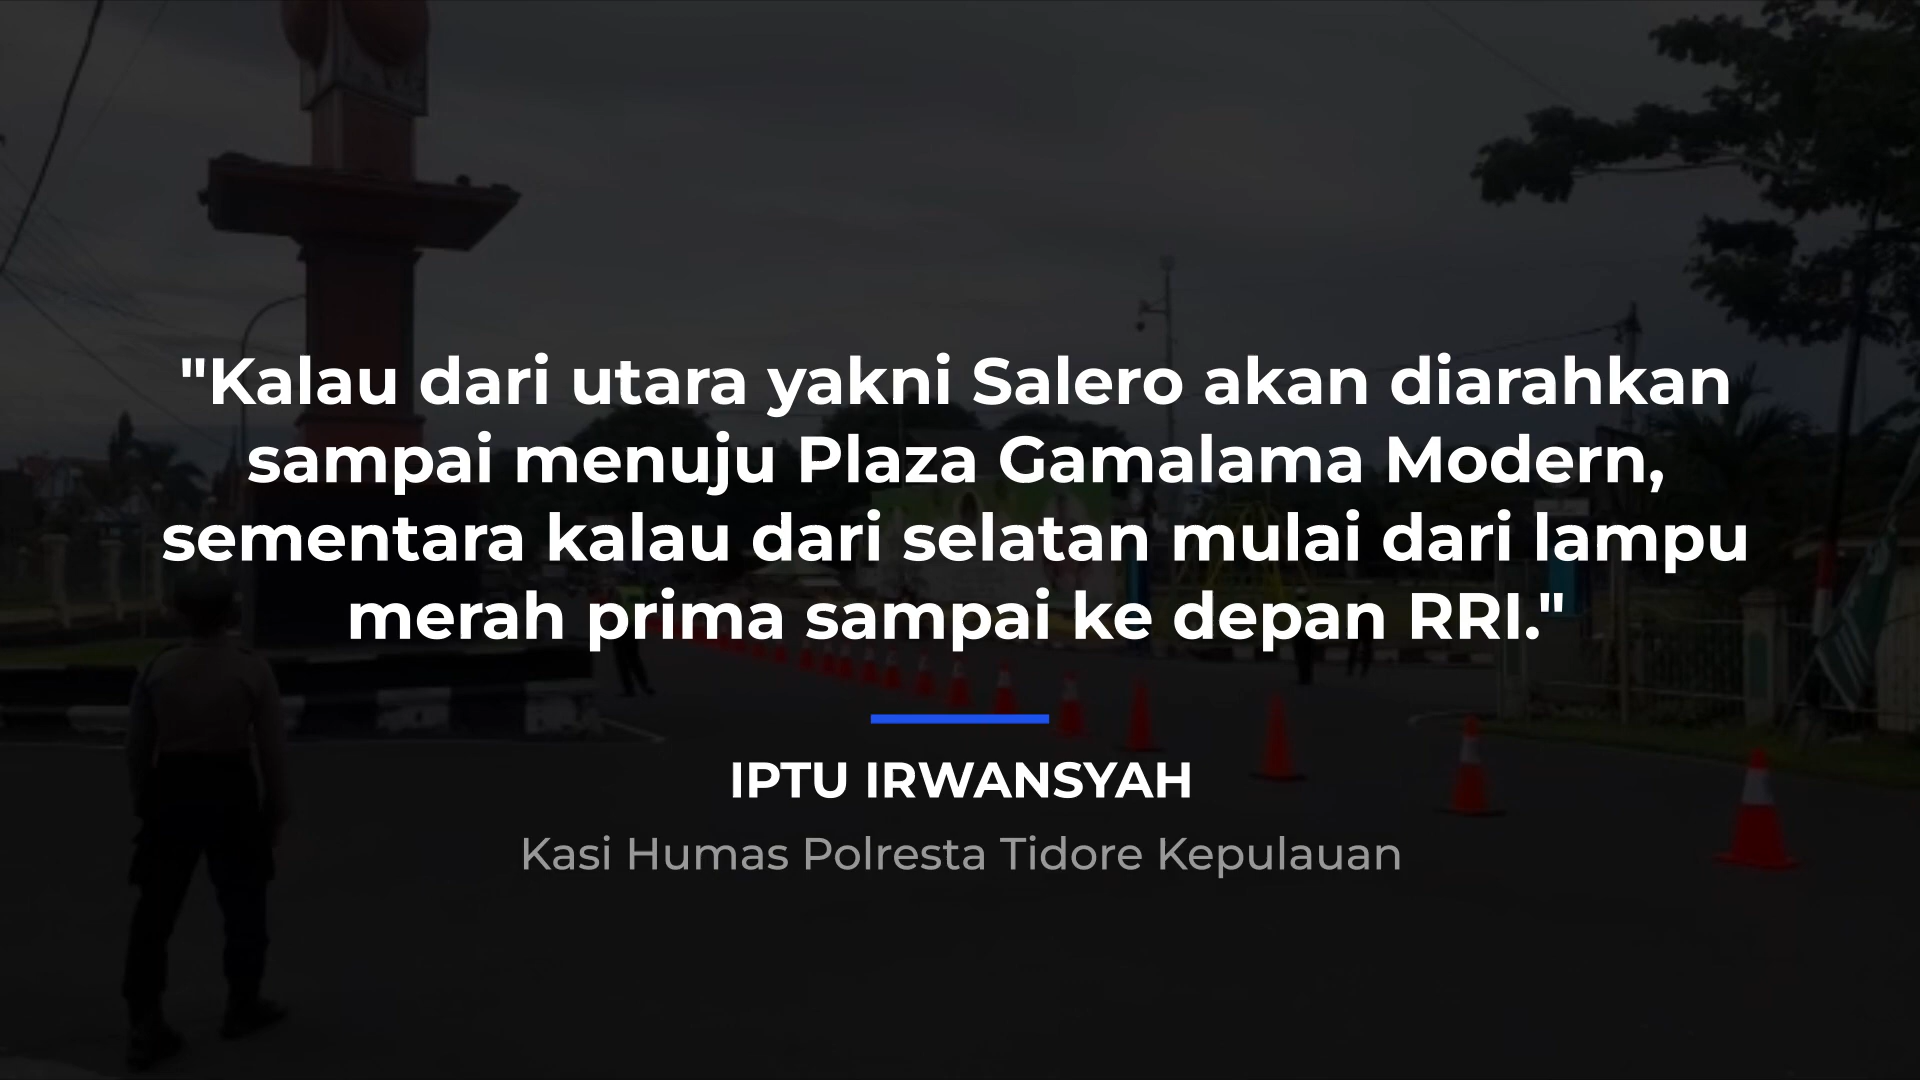 "Kalau dari utara yakni Salero akan diarahkan
sampai menuju Plaza Gamalama Modern,
sementara kalau dari selatan mulai dari lampu
merah prima sampai ke depan RRI."
IPTU IRWANSYAH
Kasi Humas Polresta Tidore Kepulauan